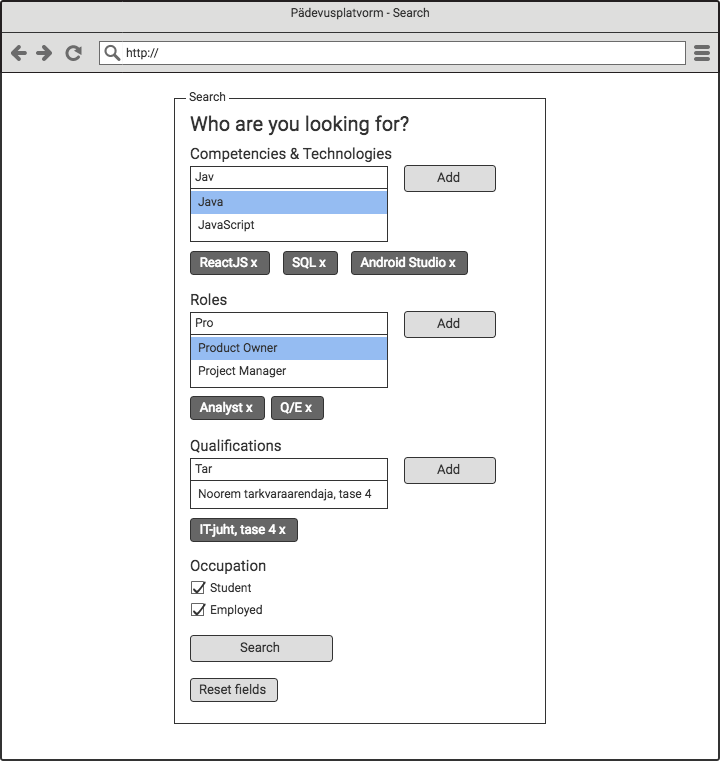 Pädevusplatvorm - Search
http://
Search
Who are you looking for?
Competencies & Technologies
Jav
Add
Java
JavaScript
ReactJS x SQL x Android Studio x
Roles
Pro
Add
Product Owner
Project Manager
Analyst x Q/E x
Qualifications
Tar
Add
Noorem tarkvaraarendaja, tase 4
IT-juht, tase 4 x
Occupation
Student
Employed
Search
Reset fields